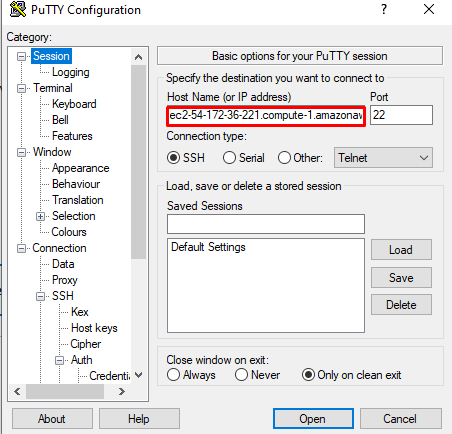 PuTTY Configuration
Category:
Session
Logging
Terminal
Keyboard
Bell
Features
Window
Appearance
Behaviour
Translation
Selection
Colours
Connection
Data
Proxy
SSH
Kex
Host keys
Cipher
Auth
Credenti
Basic options for your PuTTY session
Specify the destination you want to connect to
Host Name (or IP address) Port
ec2-54-172-36-221.compute-1.amazonaw 22
Connection type:
SSH Serial Other: Telnet
Load, save or delete a stored session
Saved Sessions
Default Settings
Load
Save
Delete
Close window on exit:
Always Never Only on clean exit
About Help Open Cancel